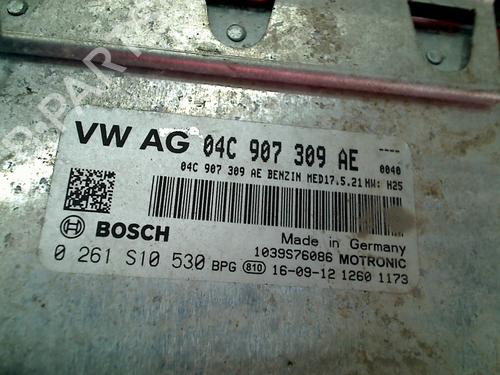 VW AG 04C 907 309 AE ----
04C 907 309 AE BENZIN MED17.5.21 HW: H25 0040
BOSCH
Made in Germany
1039S76086 MOTRONIC
0 261 S10 530 BPG 810 16-09-12 1260 1173